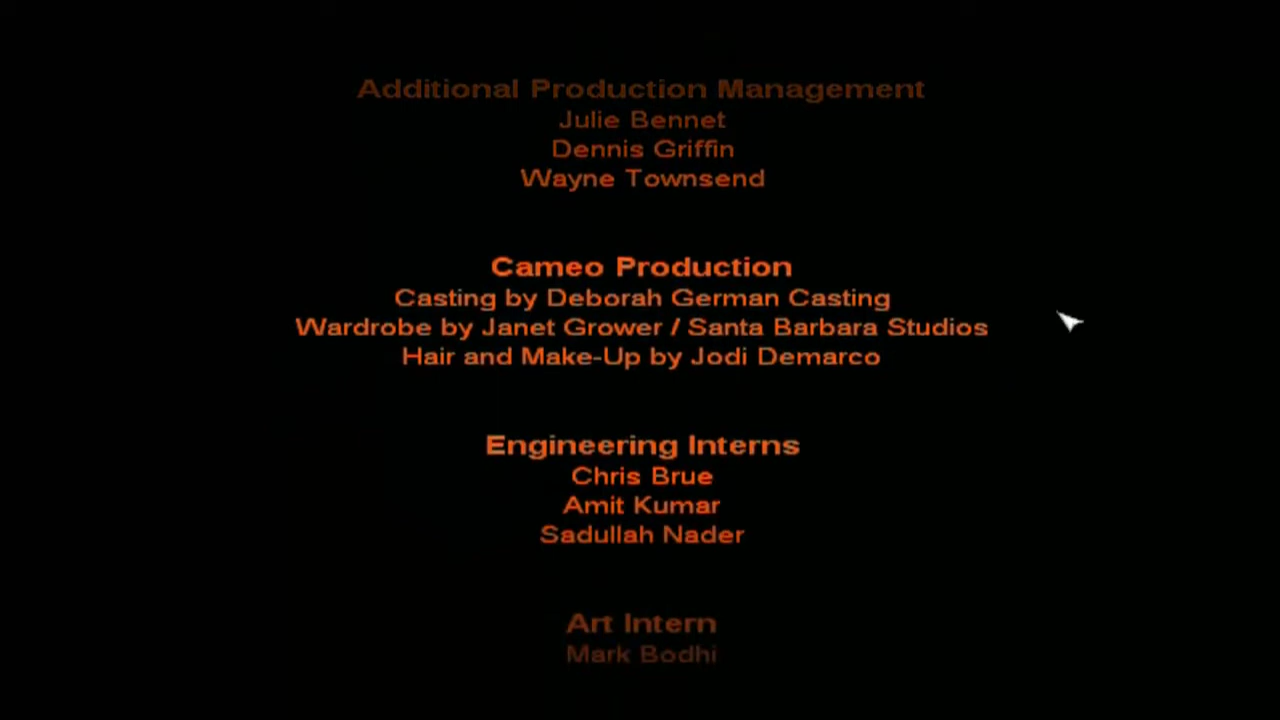 Additional Production Management
Julie Bennet
Dennis Griffin
Wayne Townsend
Cameo Production
Casting by Deborah German Casting
Wardrobe by Janet Grower / Santa Barbara Studios
Hair and Make-Up by Jodi Demarco
Engineering Interns
Chris Brue
Amit Kumar
Sadullah Nader
Art Intern
Mark Bodhi